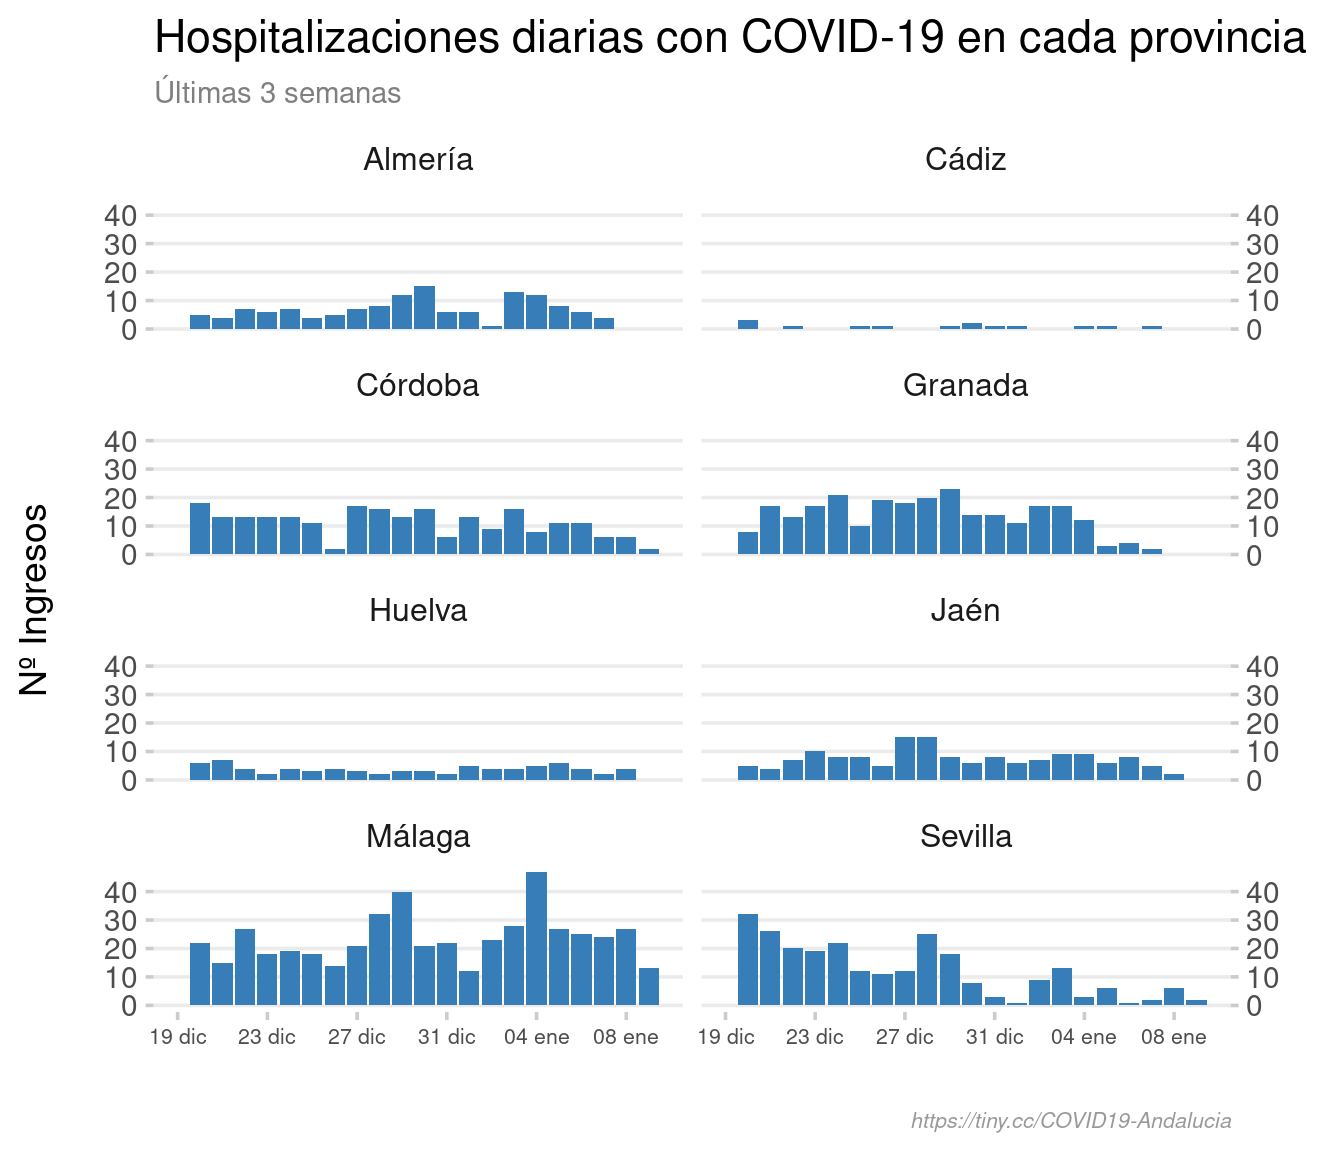 Hospitalizaciones diarias con COVID-19 en cada provincia
Últimas 3 semanas
Nº Ingresos
Almería
Cádiz
40
30
20
10
0
40
30
20
10
0
Córdoba
Granada
40
30
20
10
0
40
30
20
10
0
Huelva
Jaén
40
30
20
10
0
40
30
20
10
0
Málaga
Sevilla
40
30
20
10
0
40
30
20
10
0
19 dic 23 dic 27 dic 31 dic 04 ene 08 ene
19 dic 23 dic 27 dic 31 dic 04 ene 08 ene
https://tiny.cc/COVID19-Andalucia